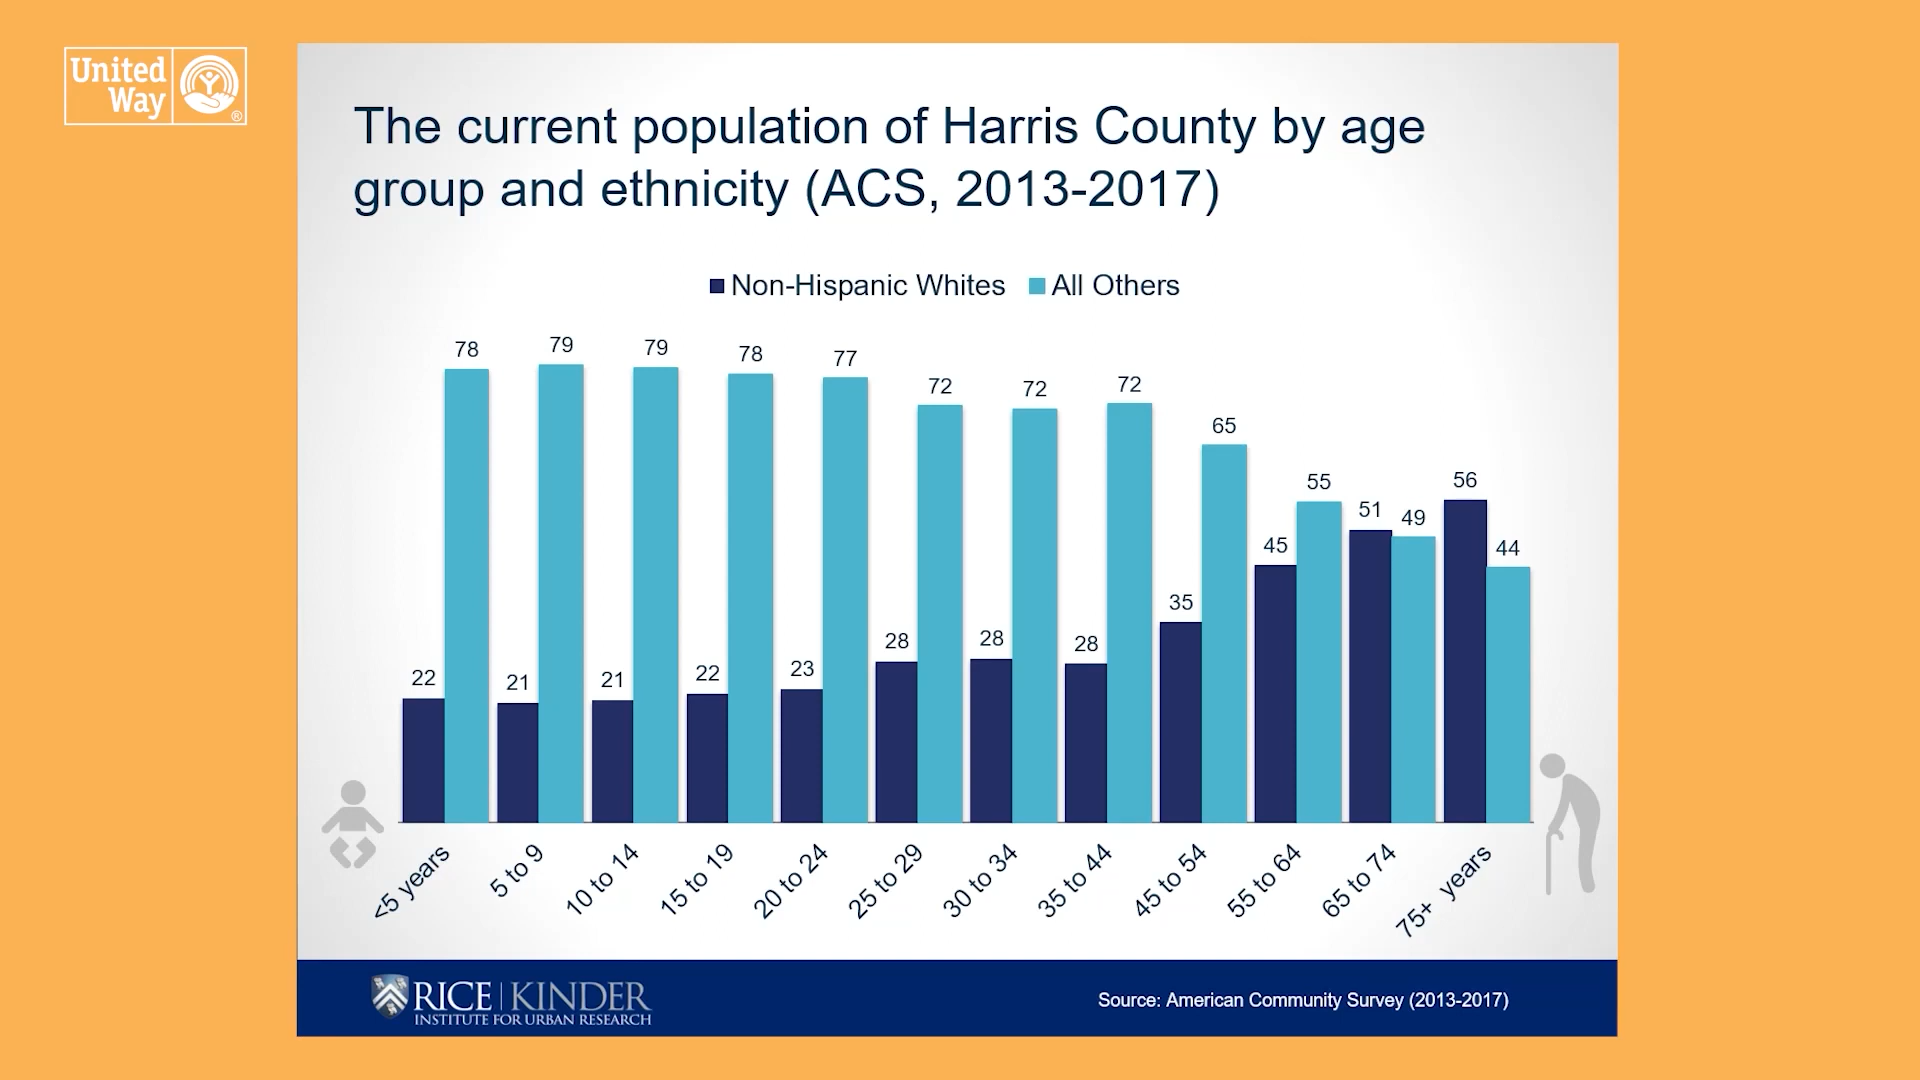 United
Way
®
The current population of Harris County by age
group and ethnicity (ACS, 2013-2017)
Non-Hispanic Whites All Others
78 79 79 78 77 72 72 72 65 55 51 49 56 44
22 21 21 22 23 28 28 28 35 45
<5 years 5 to 9 10 to 14 15 to 19 20 to 24 25 to 29 30 to 34 35 to 44 45 to 54 55 to 64 65 to 74 75+ years
RICE | KINDER
INSTITUTE FOR URBAN RESEARCH
Source: American Community Survey (2013-2017)